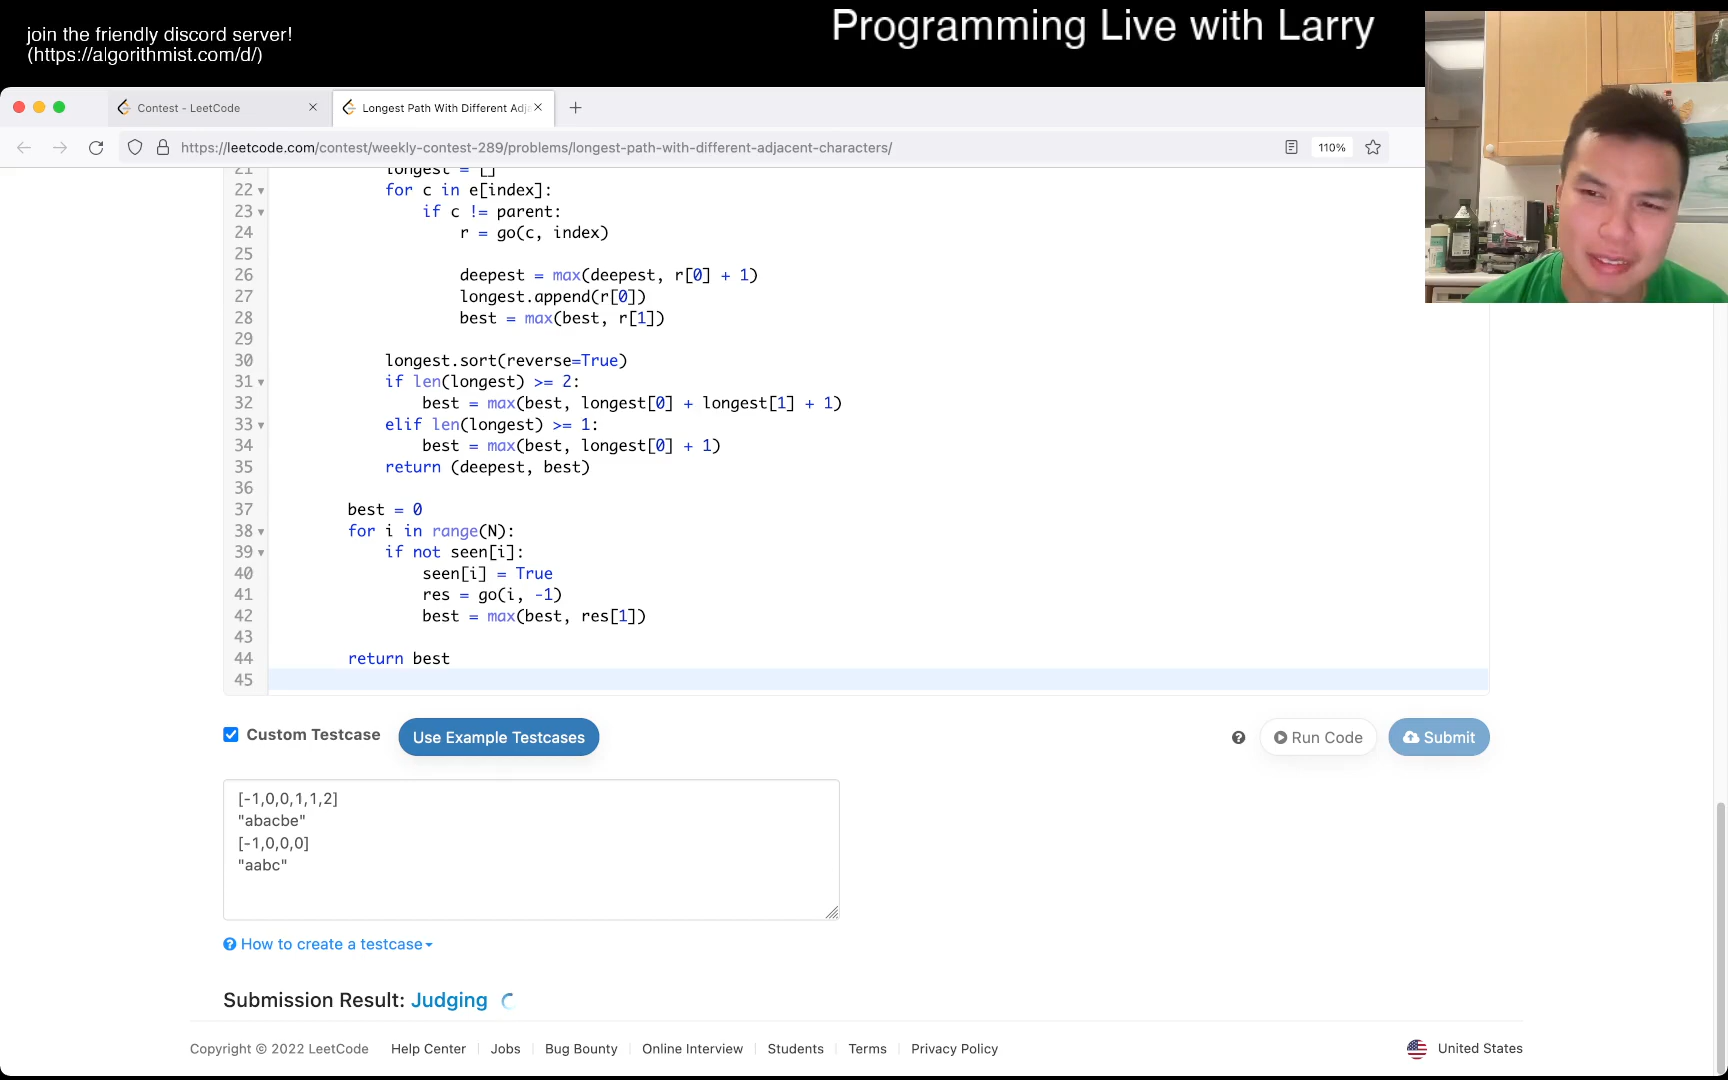 join the friendly discord server!
(https://algorithmist.com/d/)
Programming Live with Larry
Contest - LeetCode
Longest Path With Different Adj
https://leetcode.com/contest/weekly-contest-289/problems/longest-path-with-different-adjacent-characters/
110%
21 longest = []
22 for c in e[index]:
23 if c != parent:
24 r = go(c, index)
25
26 deepest = max(deepest, r[0] + 1)
27 longest.append(r[0])
28 best = max(best, r[1])
29
30 longest.sort(reverse=True)
31 if len(longest) >= 2:
32 best = max(best, longest[0] + longest[1] + 1)
33 elif len(longest) >= 1:
34 best = max(best, longest[0] + 1)
35 return (deepest, best)
36
37 best = 0
38 for i in range(N):
39 if not seen[i]:
40 seen[i] = True
41 res = go(i, -1)
42 best = max(best, res[1])
43
44 return best
45
Custom Testcase
Use Example Testcases
Run Code
Submit
[-1,0,0,1,1,2]
"abacbe"
[-1,0,0,0]
"aabc"
How to create a testcase
Submission Result: Judging
Copyright © 2022 LeetCode
Help Center
Jobs
Bug Bounty
Online Interview
Students
Terms
Privacy Policy
United States